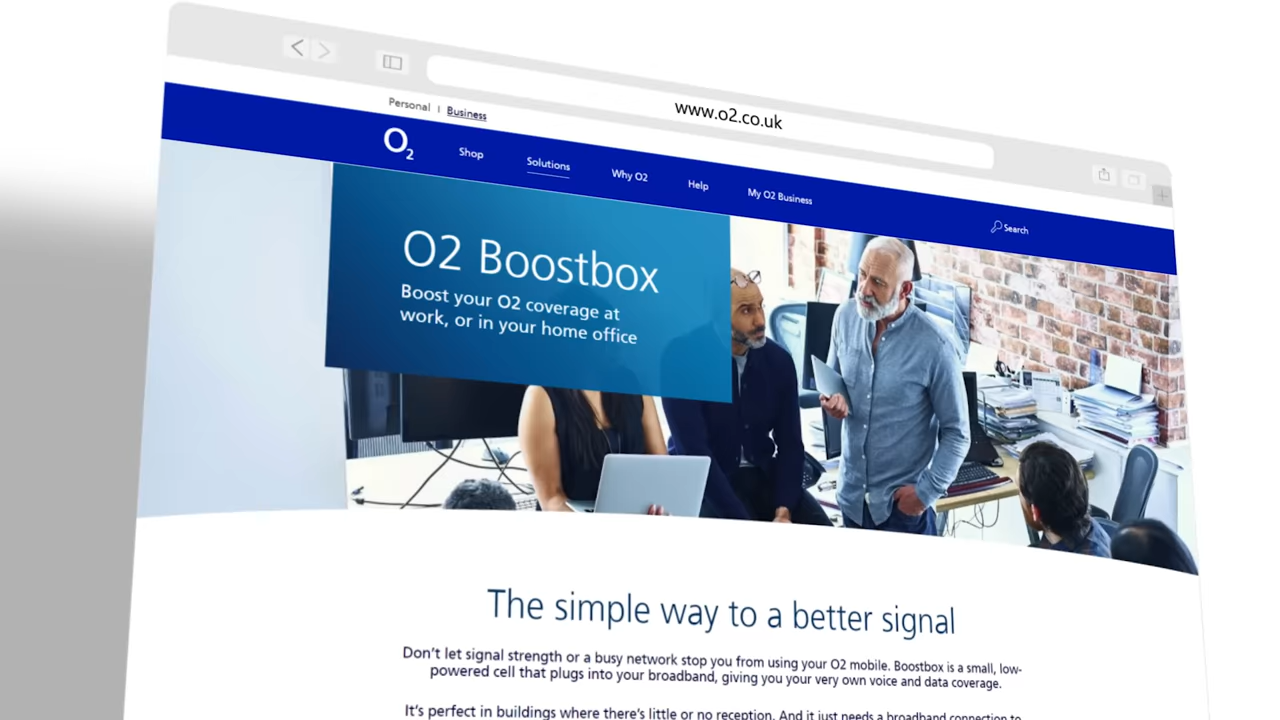 www.o2.co.uk
Personal | Business
O2
Shop
Solutions
Why O2
Help
My O2 Business
Search
O2 Boostbox
Boost your O2 coverage at
work, or in your home office
The simple way to a better signal
Don't let signal strength or a busy network stop you from using your O2 mobile. Boostbox is a small, low-
powered cell that plugs into your broadband, giving you your very own voice and data coverage.
It's perfect in buildings where there's little or no reception. And it just needs a broadband connection to